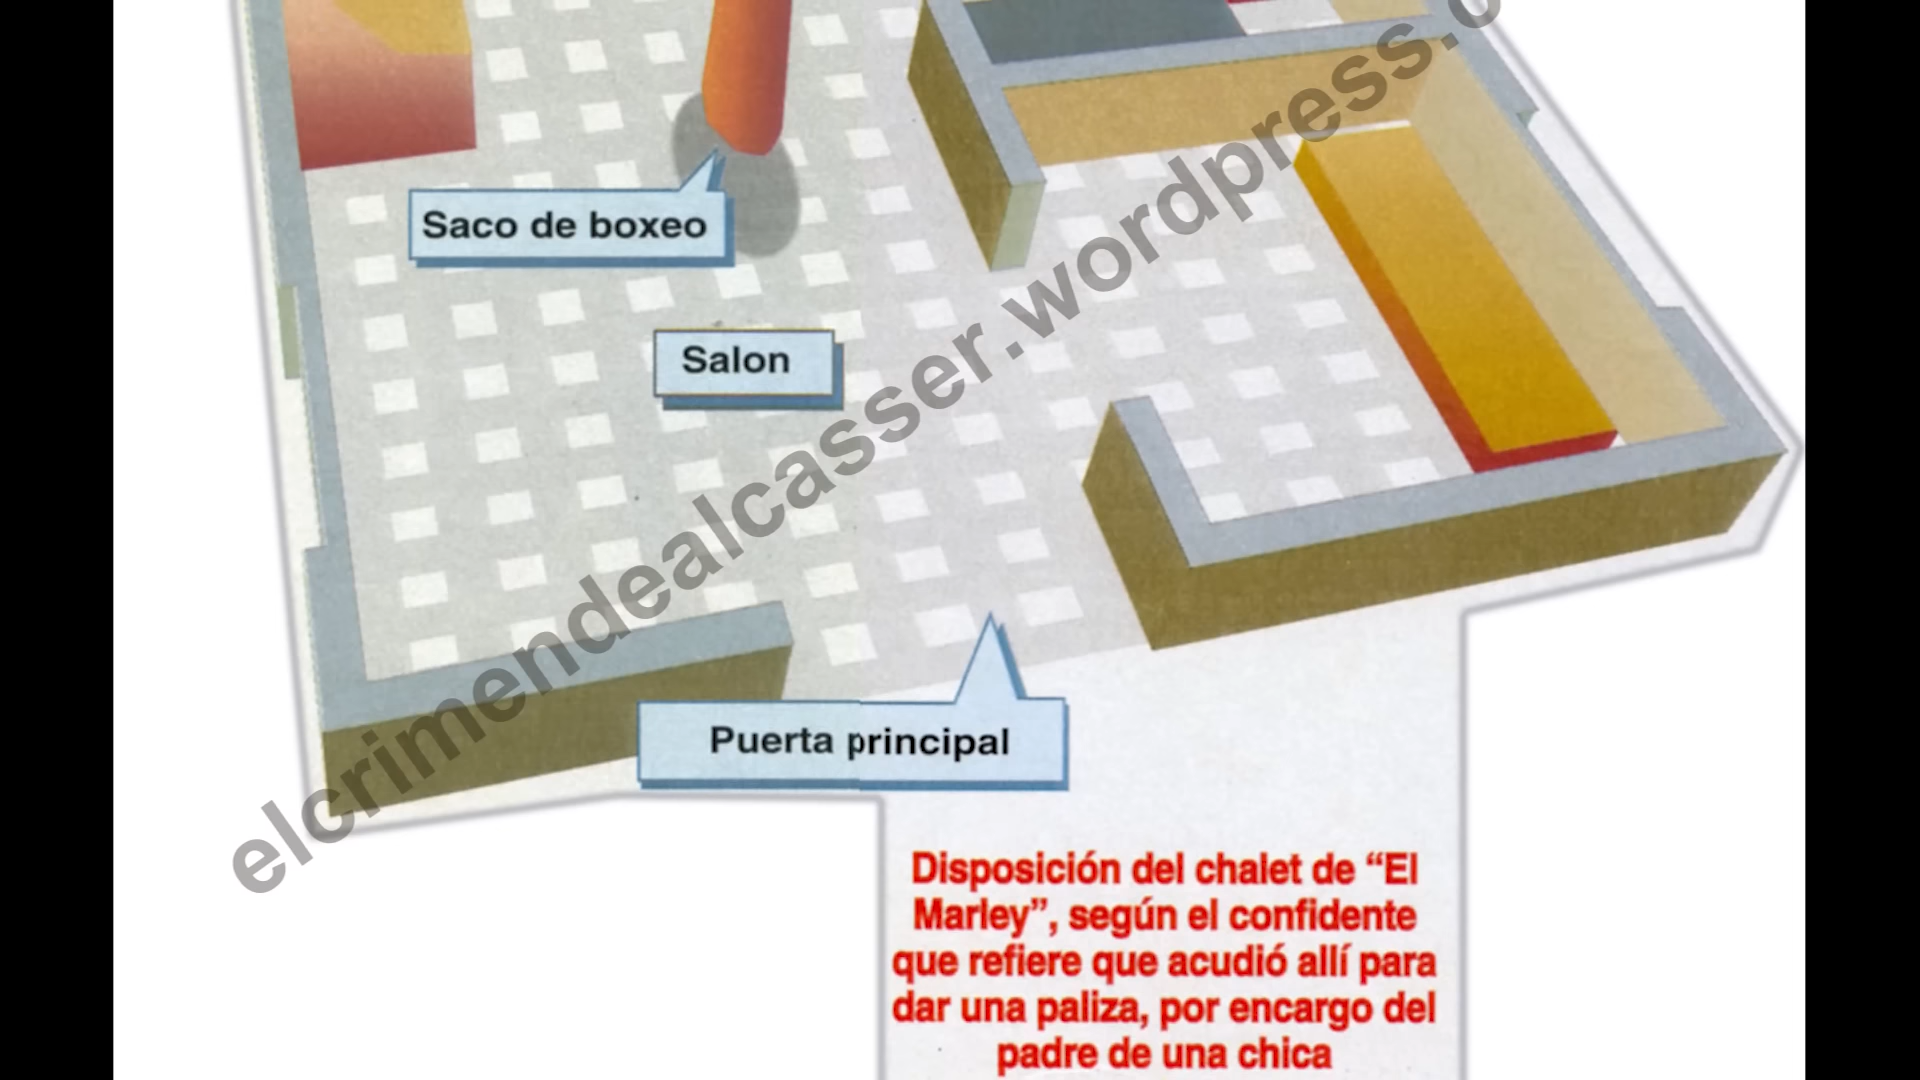 Saco de boxeo
Salon
Puerta principal
elcrimendealcasser.wordpress.
Disposición del chalet de “El
Marley”, según el confidente
que refiere que acudió allí para
dar una paliza, por encargo del
padre de una chica